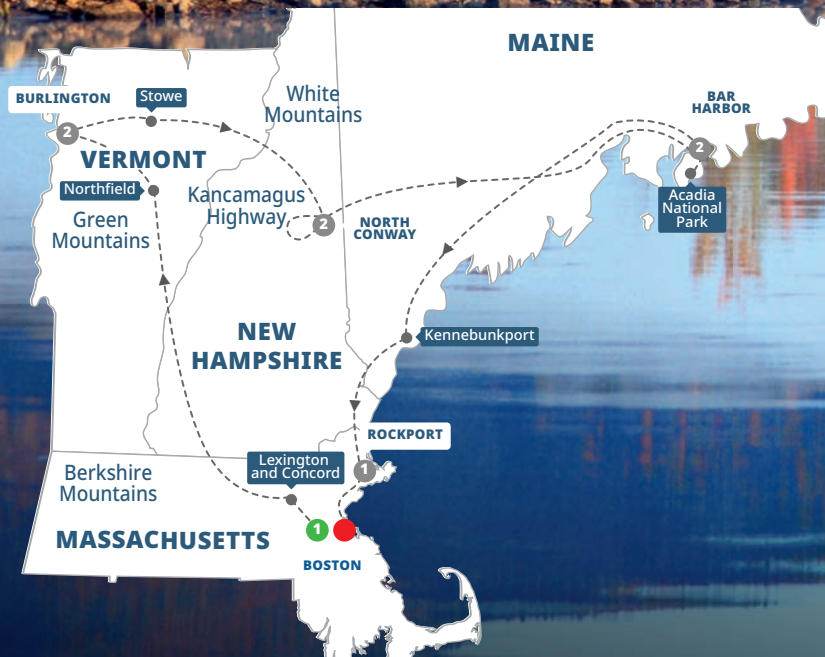 MAINE
BAR
HARBOR
2
Acadia
National
Park
BURLINGTON
2
Stowe
White
Mountains
VERMONT
Northfield
Green
Mountains
Kancamagus
Highway
2
NORTH
CONWAY
NEW
HAMPSHIRE
Kennebunkport
ROCKPORT
1
Lexington
and Concord
Berkshire
Mountains
MASSACHUSETTS
1
BOSTON